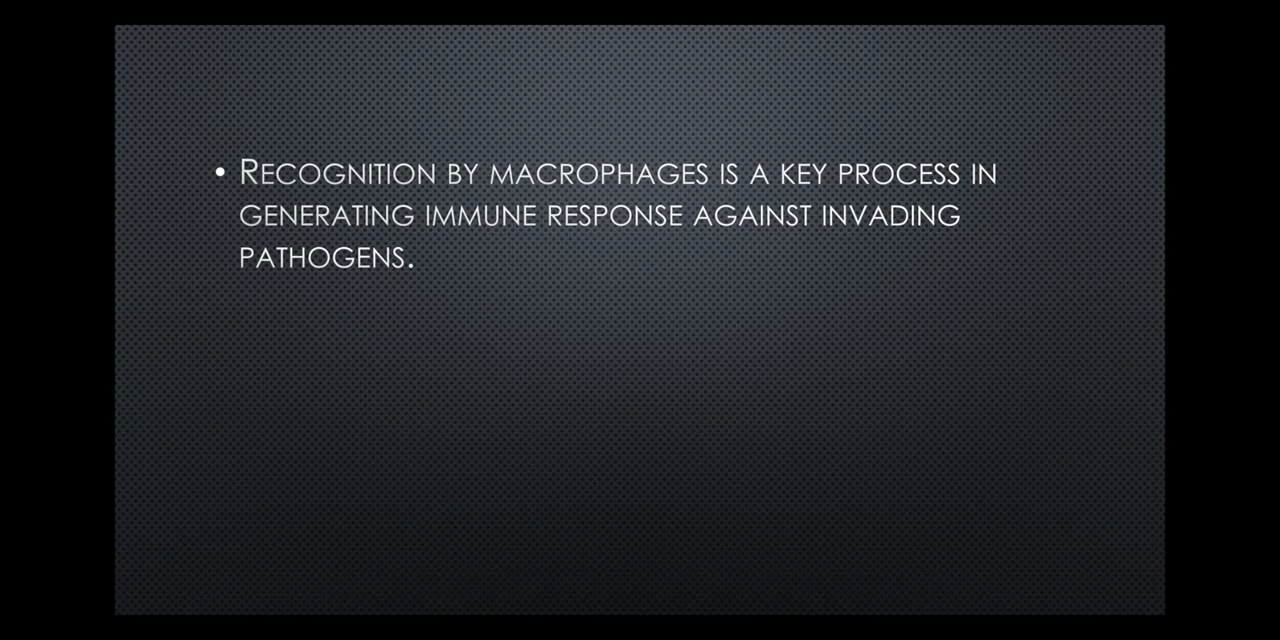 • Recognition by macrophages is a key process in
generating immune response against invading
pathogens.